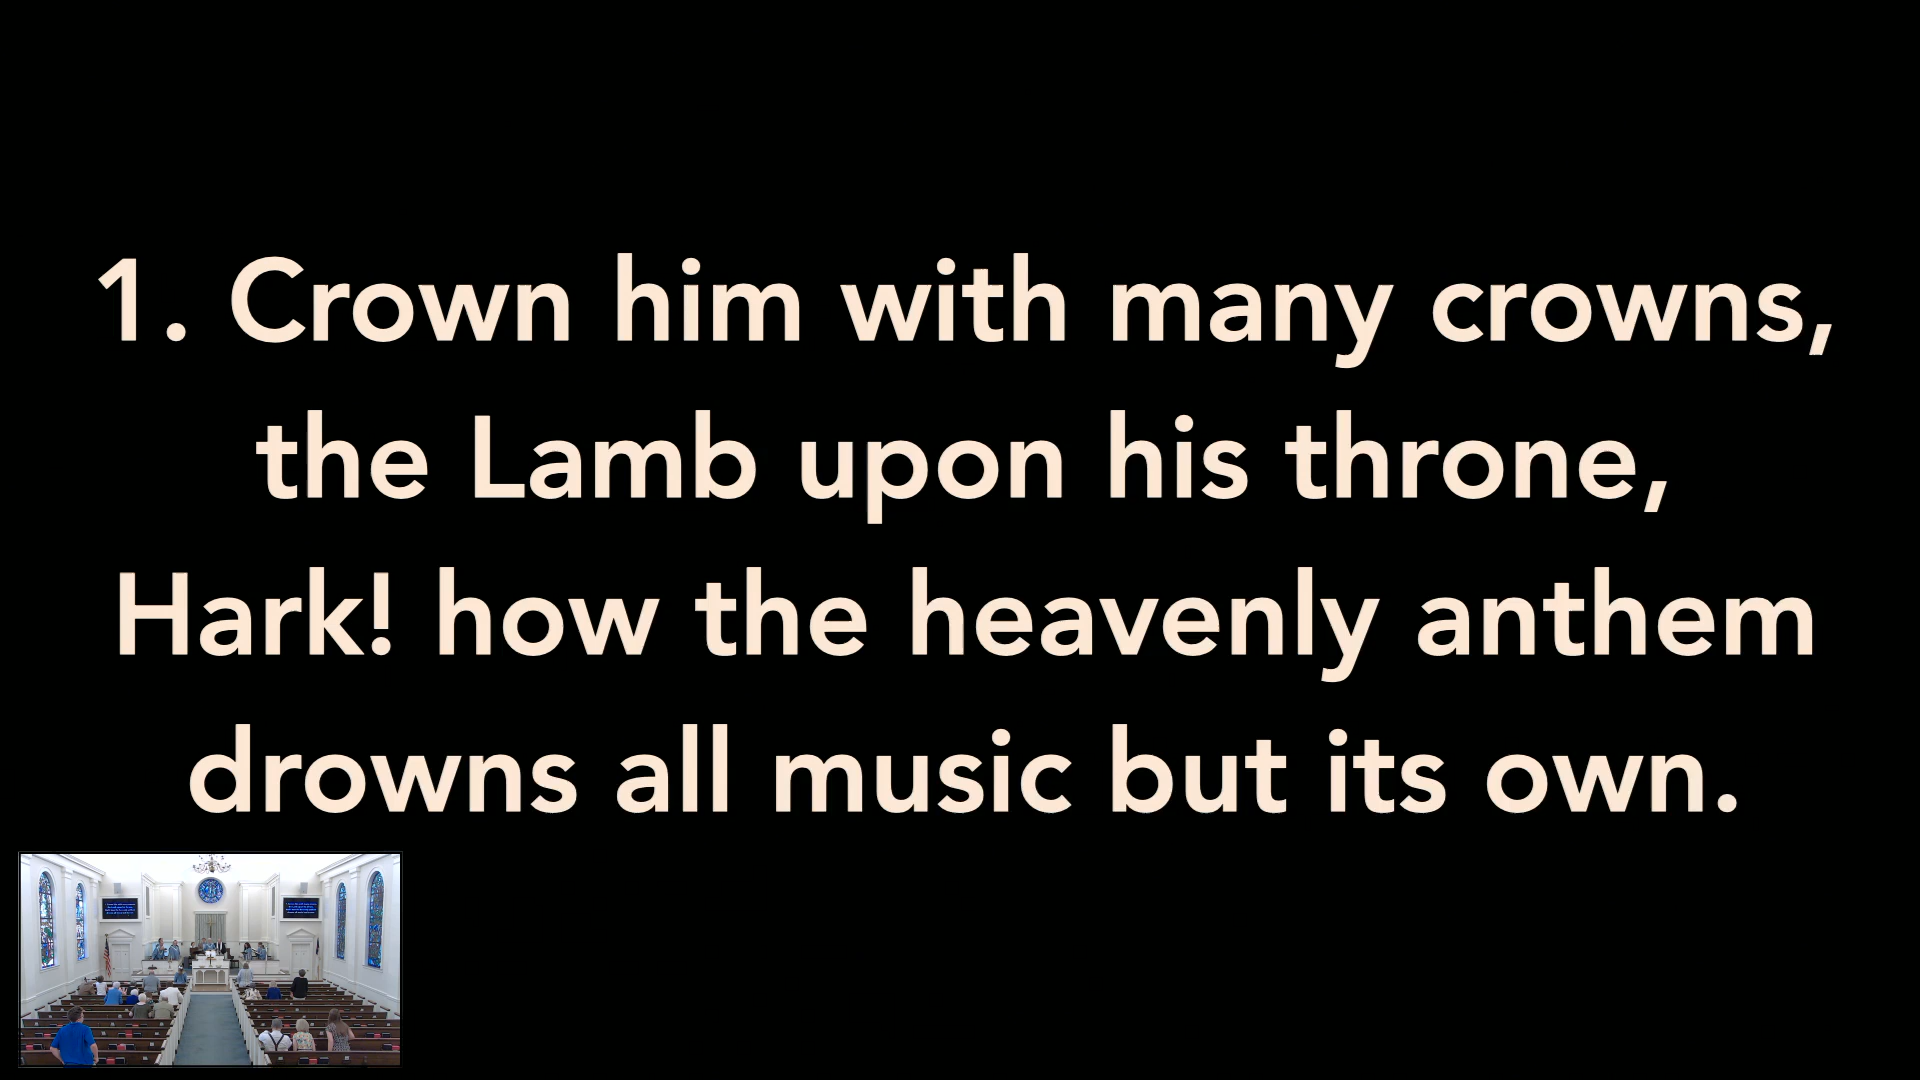 1. Crown him with many crowns,
the Lamb upon his throne,
Hark! how the heavenly anthem
drowns all music but its own.